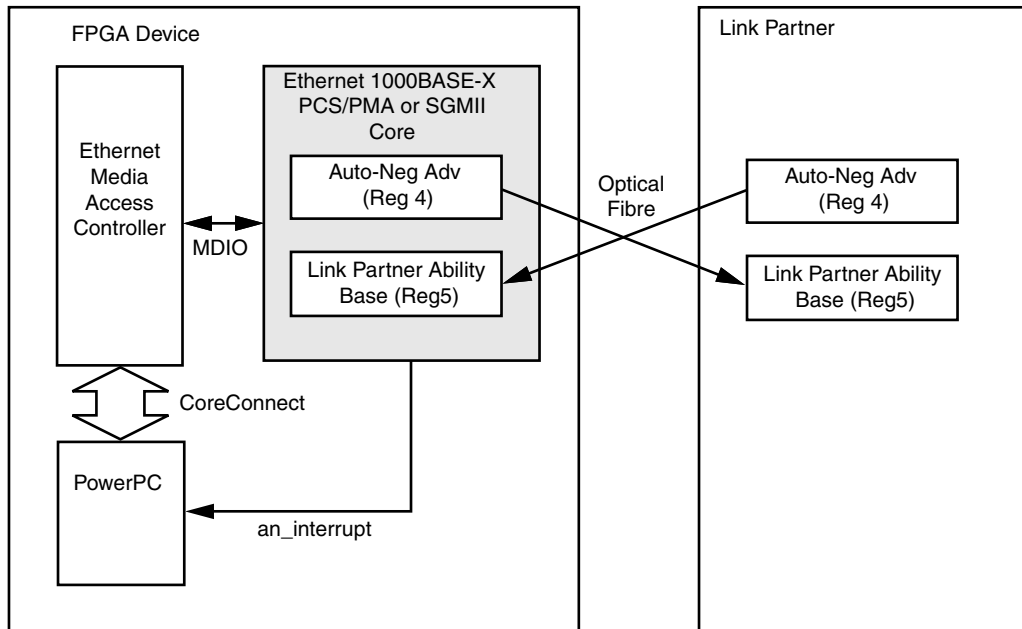 FPGA Device
Link Partner
Ethernet 1000BASE-X
PCS/PMA or SGMII
Core
Ethernet
Media
Access
Controller
MDIO
Auto-Neg Adv
(Reg 4)
Link Partner Ability
Base (Reg5)
Optical
Fibre
Auto-Neg Adv
(Reg 4)
Link Partner Ability
Base (Reg5)
CoreConnect
PowerPC
an_interrupt